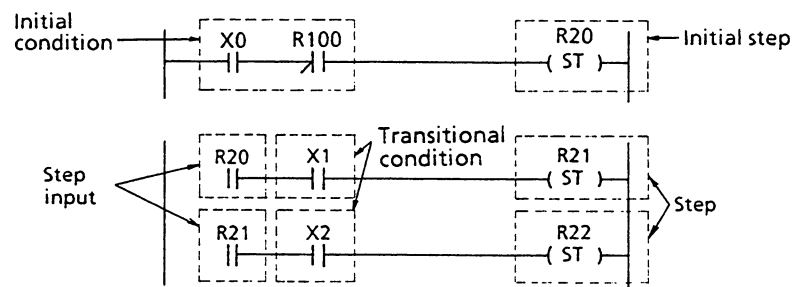 Initial
condition
X0 R100 R20
( ST ) Initial step
Transitional
condition
R20 X1 R21
( ST )
Step
input
Step
R21 X2 R22
( ST )